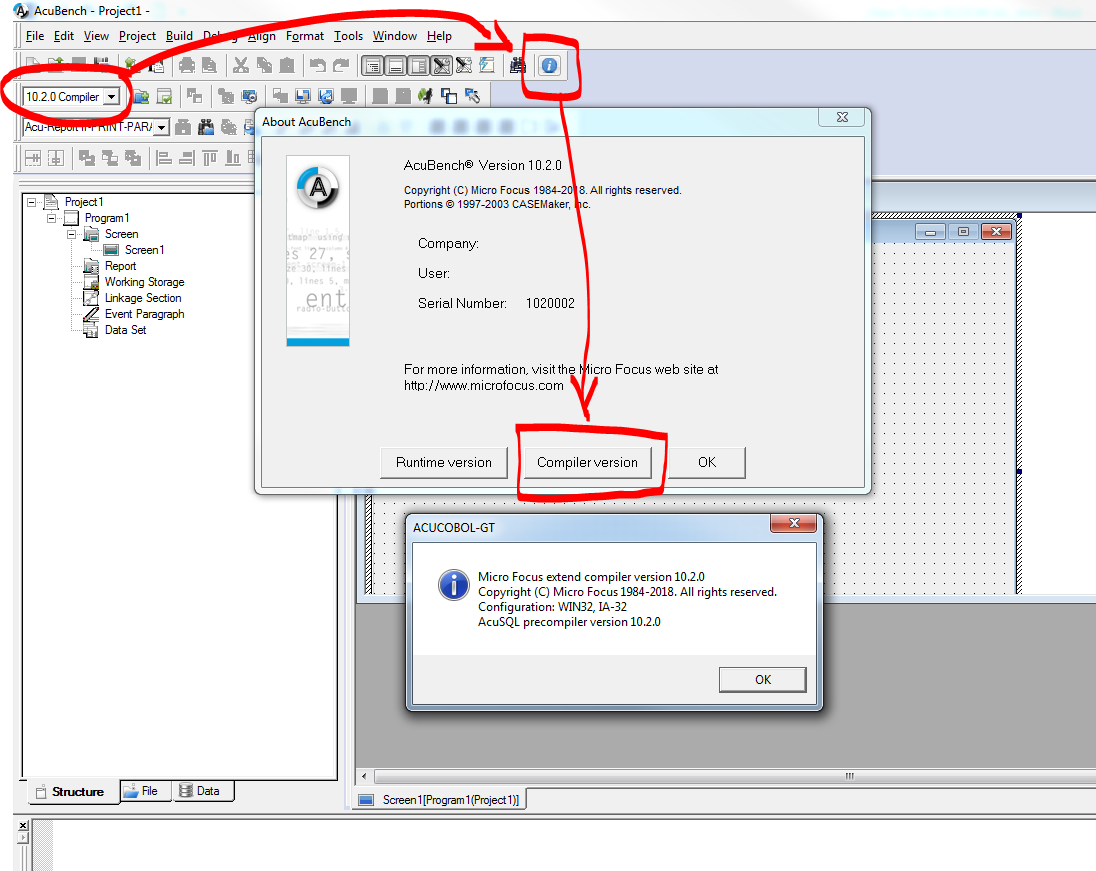 AcuBench - Project1 -
File Edit View Project Build Debug Align Format Tools Window Help
10.2.0 Compiler
Acu-Report II-PRINT-PARA
About AcuBench
AcuBench® Version 10.2.0
Copyright (C) Micro Focus 1984-2018. All rights reserved.
Portions © 1997-2003 CASEMaker, Inc.
Company:
User:
Serial Number: 1020002
For more information, visit the Micro Focus web site at
http://www.microfocus.com
Runtime version Compiler version OK
Project1
Program1
Screen
Screen1
Report
Working Storage
Linkage Section
Event Paragraph
Data Set
ACUCOBOL-GT
Micro Focus extend compiler version 10.2.0
Copyright (C) Micro Focus 1984-2018. All rights reserved.
Configuration: WIN32, IA-32
AcuSQL precompiler version 10.2.0
OK
Structure File Data
Screen1[Program1(Project1)]